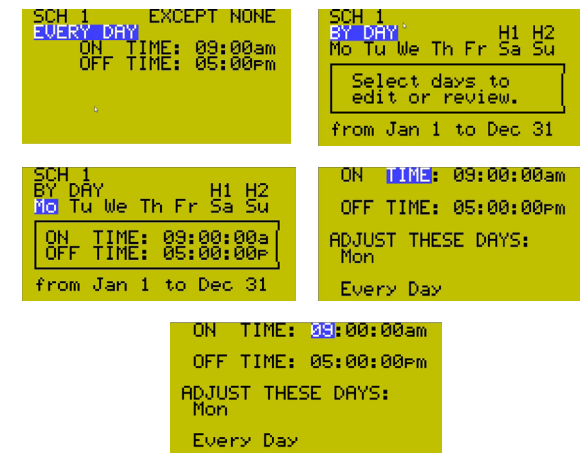 SCH 1 EXCEPT NONE
EVERY DAY
ON TIME: 09:00am
OFF TIME: 05:00pm
SCH 1
BY DAY H1 H2
Mo Tu We Th Fr Sa Su
Select days to
edit or review.
from Jan 1 to Dec 31
SCH 1
BY DAY H1 H2
Mo Tu We Th Fr Sa Su
ON TIME: 09:00:00a
OFF TIME: 05:00:00p
from Jan 1 to Dec 31
ON TIME: 09:00:00am
OFF TIME: 05:00:00pm
ADJUST THESE DAYS:
Mon
Every Day
ON TIME: 09:00:00am
OFF TIME: 05:00:00pm
ADJUST THESE DAYS:
Mon
Every Day